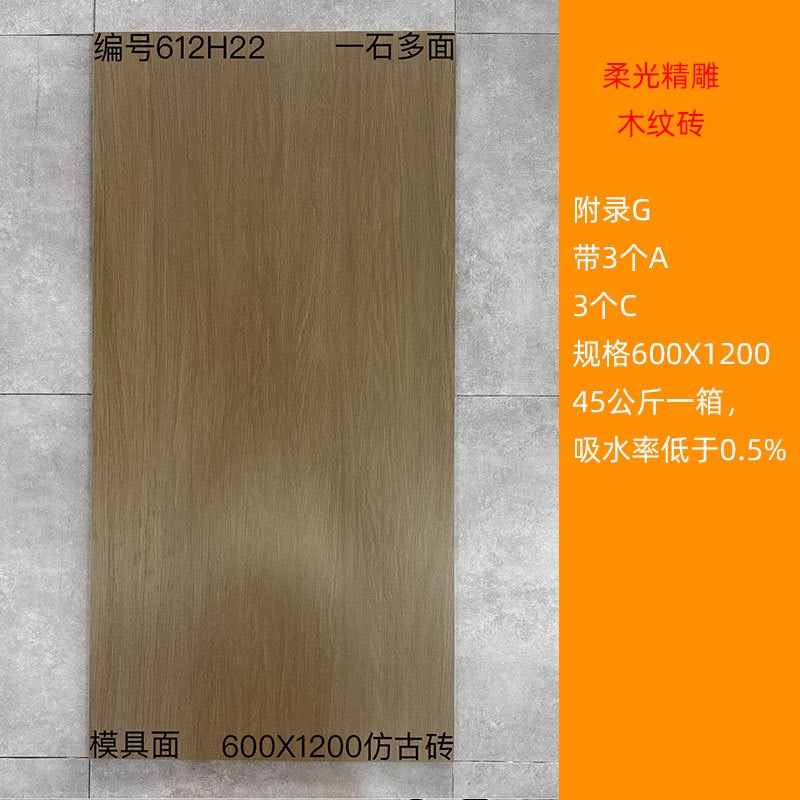 编号612H22 一石多面
模具面 600X1200仿古砖
柔光精雕
木纹砖
附录G
带3个A
3个C
规格600X1200
45公斤一箱，
吸水率低于0.5%